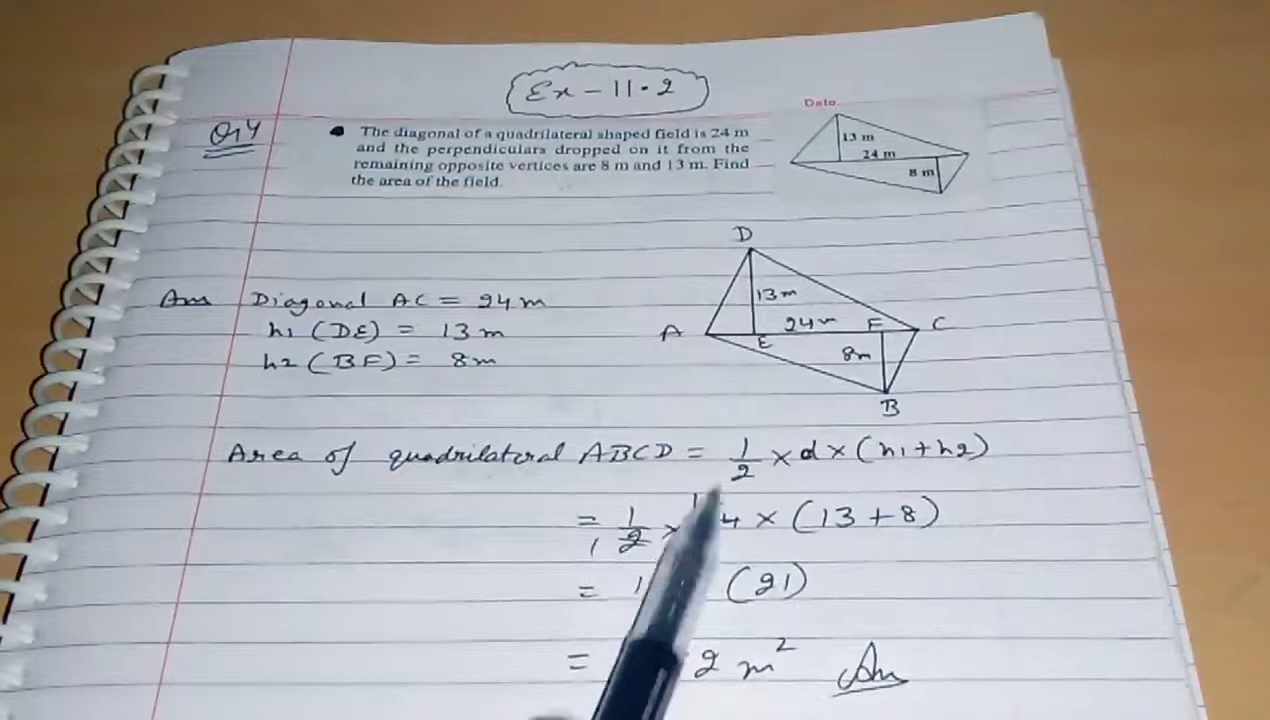 Ex - 11.2
Date.
Q.4
The diagonal of a quadrilateral shaped field is 24 m
and the perpendiculars dropped on it from the
remaining opposite vertices are 8 m and 13 m. Find
the area of the field.
13 m
24 m
8 m
D
13m
24m
A
E
F
C
8m
B
Ans Diagonal AC = 24 m
h1 (DE) = 13 m
h2 (BF) = 8m
Area of quadrilateral ABCD = 1/2 × d × (h1+h2)
= 1/2 × 4 × (13 + 8)
= 1 (21)
= 2 m² Ans